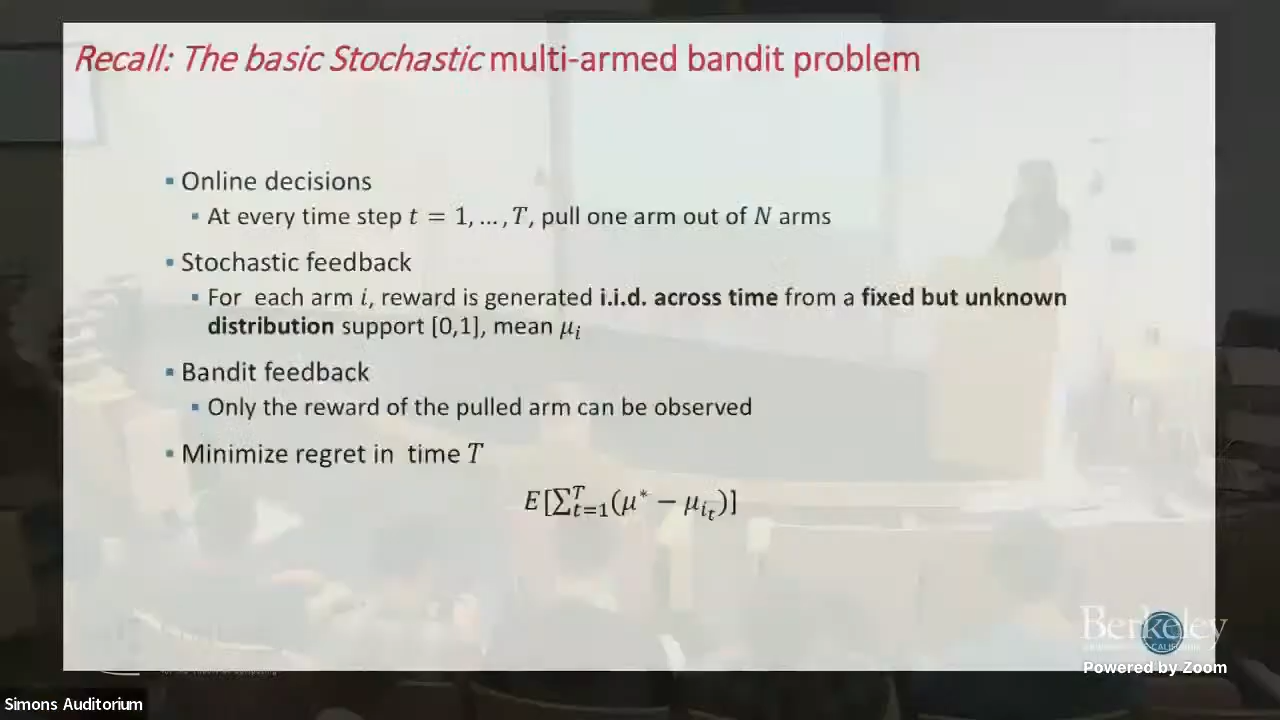 Recall: The basic Stochastic multi-armed bandit problem
▪ Online decisions
▪ At every time step t = 1, … , T, pull one arm out of N arms
▪ Stochastic feedback
▪ For each arm i, reward is generated i.i.d. across time from a fixed but unknown
distribution support [0,1], mean μ_i
▪ Bandit feedback
▪ Only the reward of the pulled arm can be observed
▪ Minimize regret in time T
E[∑_{t=1}^{T}(μ* − μ_{i_t})]
Berkeley
Powered by Zoom
Simons Auditorium